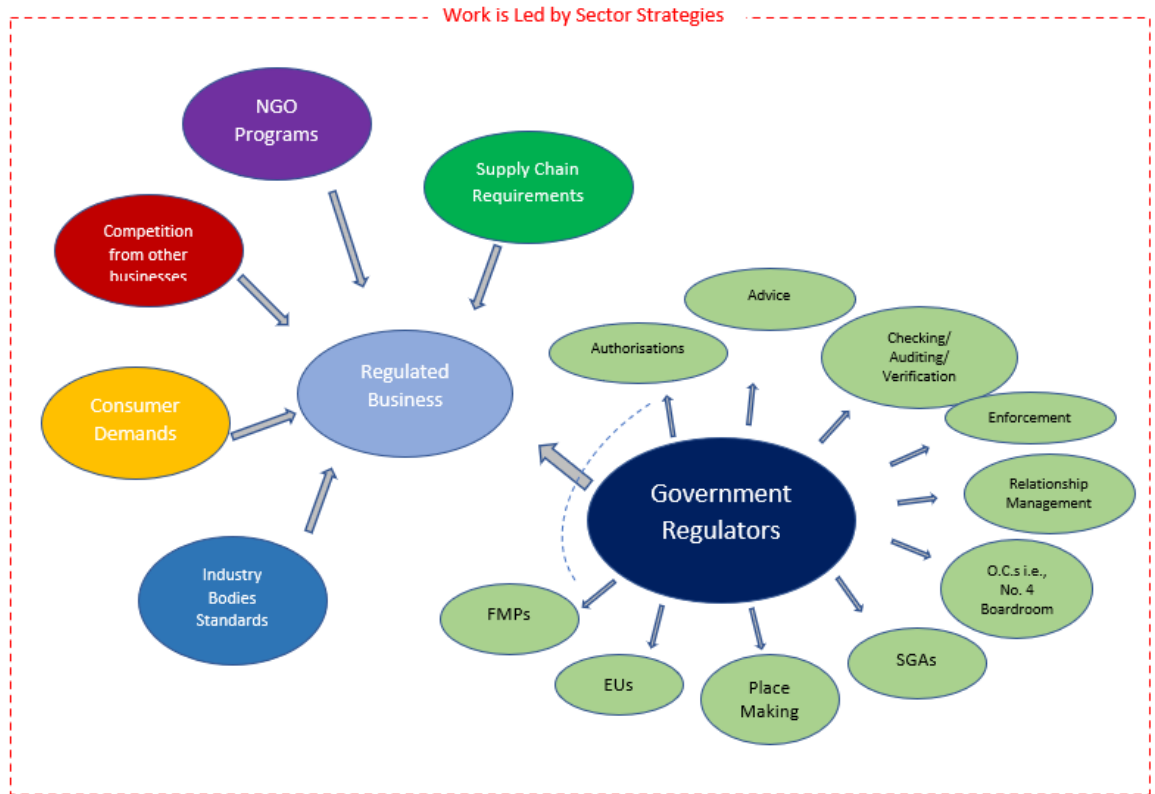 Work is Led by Sector Strategies
NGO
Programs
Supply Chain
Requirements
Competition
from other
businesses
Advice
Authorisations
Checking/
Auditing/
Verification
Regulated
Business
Consumer
Demands
Enforcement
Government
Regulators
Relationship
Management
O.C.s i.e.,
No. 4
Boardroom
Industry
Bodies
Standards
FMPs
SGAs
EUs
Place
Making